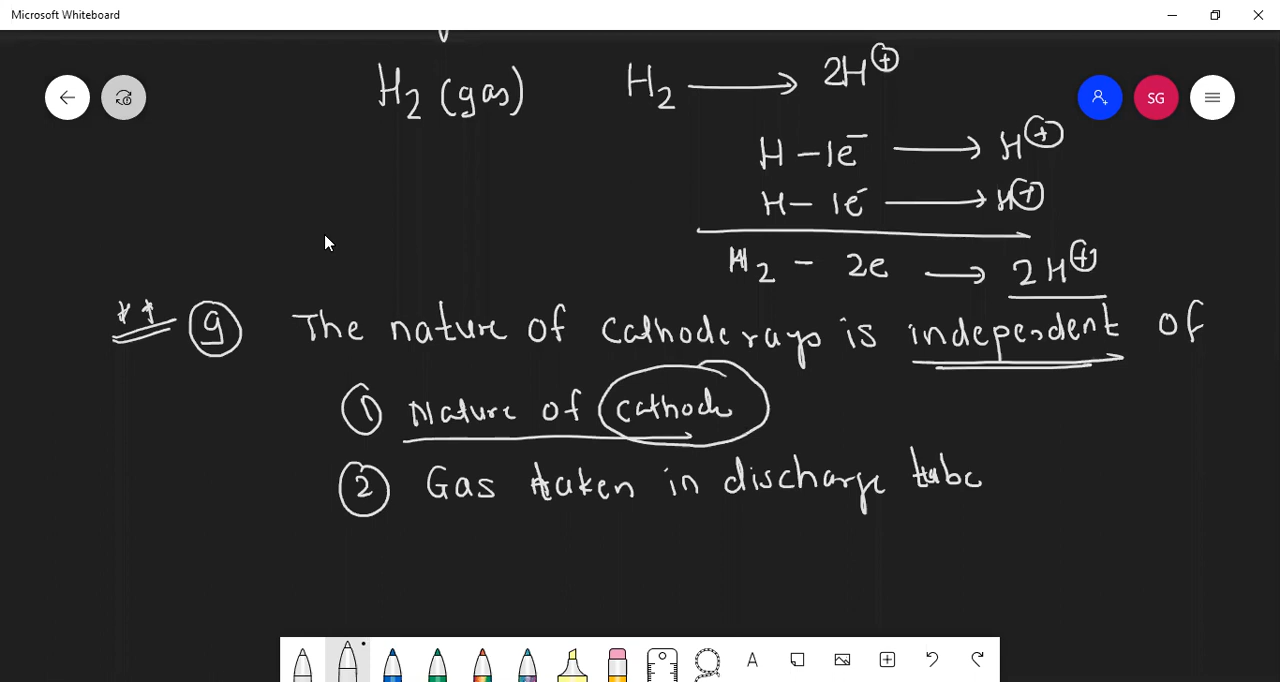 Microsoft Whiteboard
H₂ (gas) H₂ ⟶ 2H⊕
H – 1e⁻ ⟶ H⊕
H – 1e⁻ ⟶ H⊕
H₂ – 2e ⟶ 2H⊕
** ⑨ The nature of cathode rays is independent of
① Nature of cathode
② Gas taken in discharge tube
SG
A